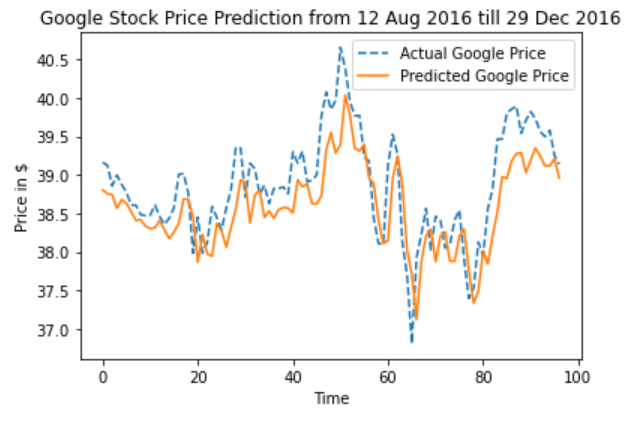 Google Stock Price Prediction from 12 Aug 2016 till 29 Dec 2016
Actual Google Price
Predicted Google Price
Price in $
40.5
40.0
39.5
39.0
38.5
38.0
37.5
37.0
0 20 40 60 80 100
Time